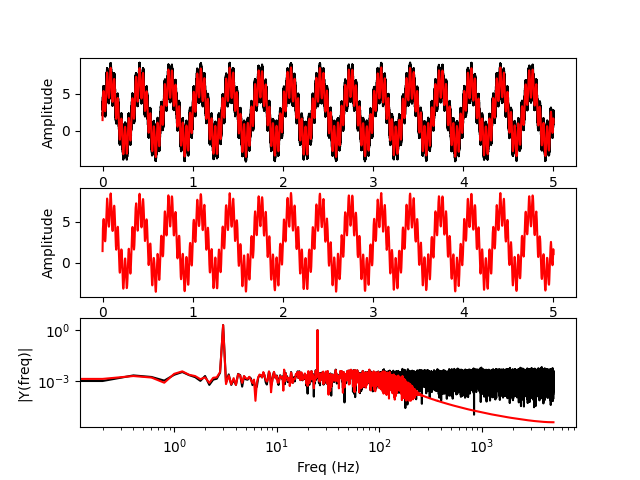 Amplitude
5
0
0 1 2 3 4 5
Amplitude
5
0
0 1 2 3 4 5
|Y(freq)|
10⁰
10⁻³
10⁰ 10¹ 10² 10³
Freq (Hz)